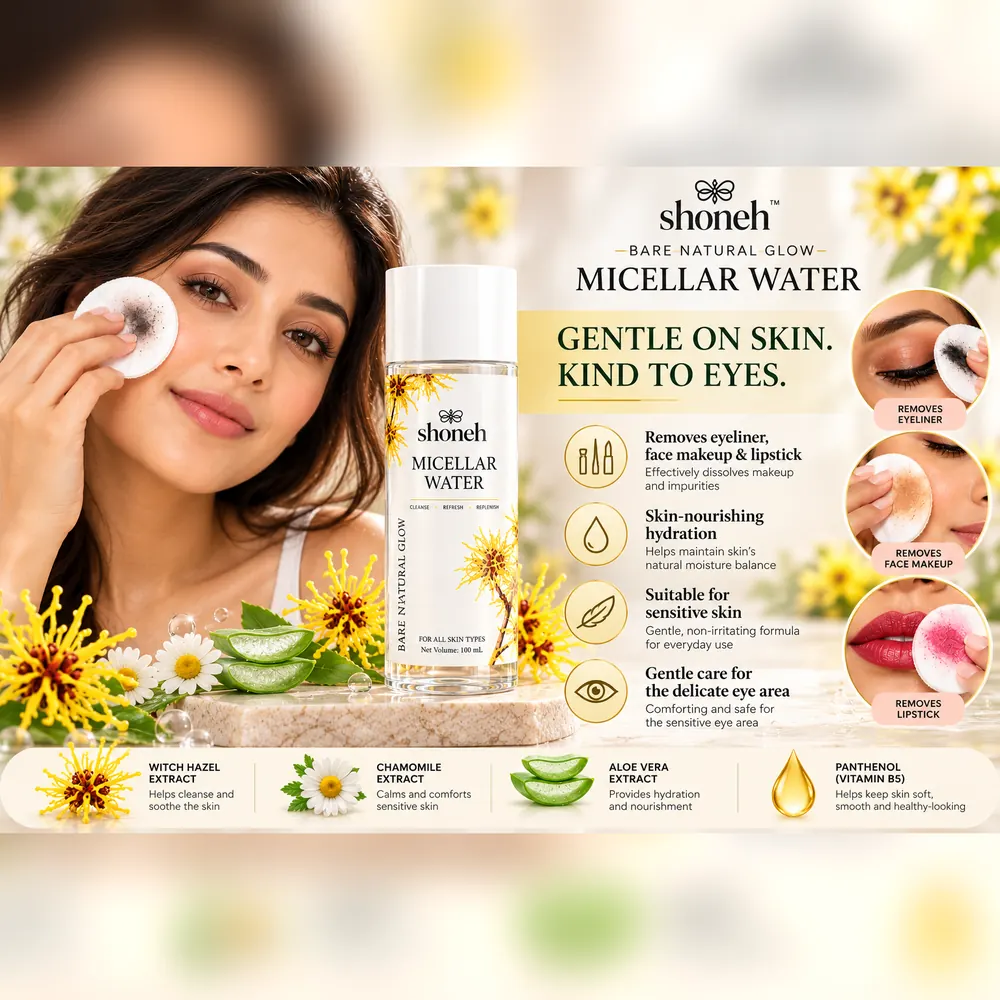 shoneh™
BARE NATURAL GLOW
MICELLAR WATER
GENTLE ON SKIN.
KIND TO EYES.
Removes eyeliner,
face makeup & lipstick
Effectively dissolves makeup
and impurities
Skin-nourishing
hydration
Helps maintain skin's
natural moisture balance
Suitable for
sensitive skin
Gentle, non-irritating formula
for everyday use
Gentle care for
the delicate eye area
Comforting and safe for
the sensitive eye area
REMOVES
EYELINER
REMOVES
FACE MAKEUP
REMOVES
LIPSTICK
shoneh
MICELLAR
WATER
CLEANSE · REFRESH · REPLENISH
BARE NATURAL GLOW
FOR ALL SKIN TYPES
Net Volume: 100 mL
WITCH HAZEL
EXTRACT
Helps cleanse and
soothe the skin
CHAMOMILE
EXTRACT
Calms and comforts
sensitive skin
ALOE VERA
EXTRACT
Provides hydration
and nourishment
PANTHENOL
(VITAMIN B5)
Helps keep skin soft,
smooth and healthy-looking